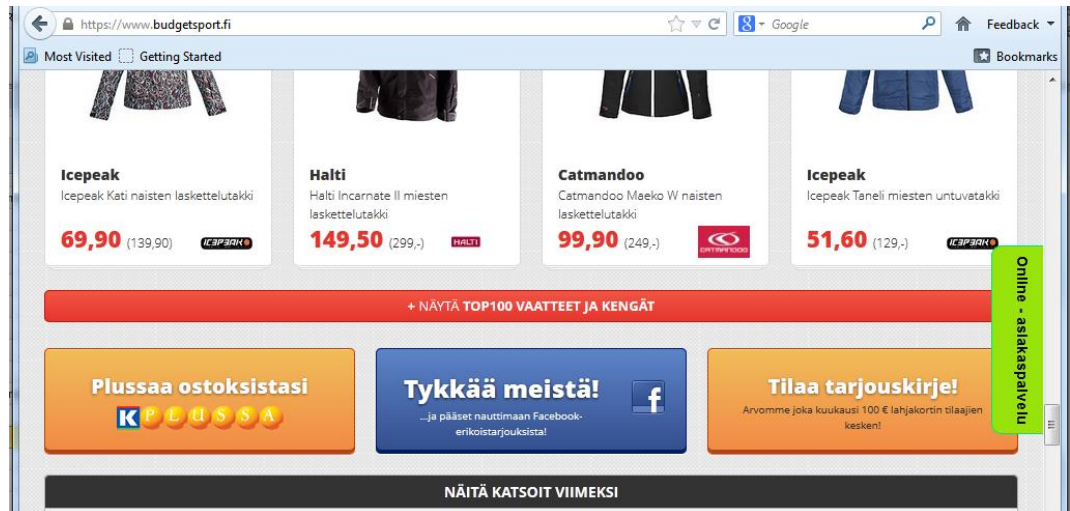 https://www.budgetsport.fi
Google
Feedback
Most Visited
Getting Started
Bookmarks
Icepeak
Icepeak Kati naisten laskettelutakki
69,90 (139,90)
ICEPEAK
Halti
Halti Incarnate II miesten
laskettelutakki
149,50 (299,-)
HALTI
Catmandoo
Catmandoo Maeko W naisten
laskettelutakki
99,90 (249,-)
CATMANDOO
Icepeak
Icepeak Taneli miesten untuvatakki
51,60 (129,-)
ICEPEAK
Online - asiakaspalvelu
+ NÄYTÄ TOP100 VAATTEET JA KENGÄT
Plussaa ostoksistasi
K PLUSSA
Tykkää meistä!
...ja pääset nauttimaan Facebook-
erikoistarjouksista!
f
Tilaa tarjouskirje!
Arvomme joka kuukausi 100 € lahjakortin tilaajien
kesken!
NÄITÄ KATSOIT VIIMEKSI